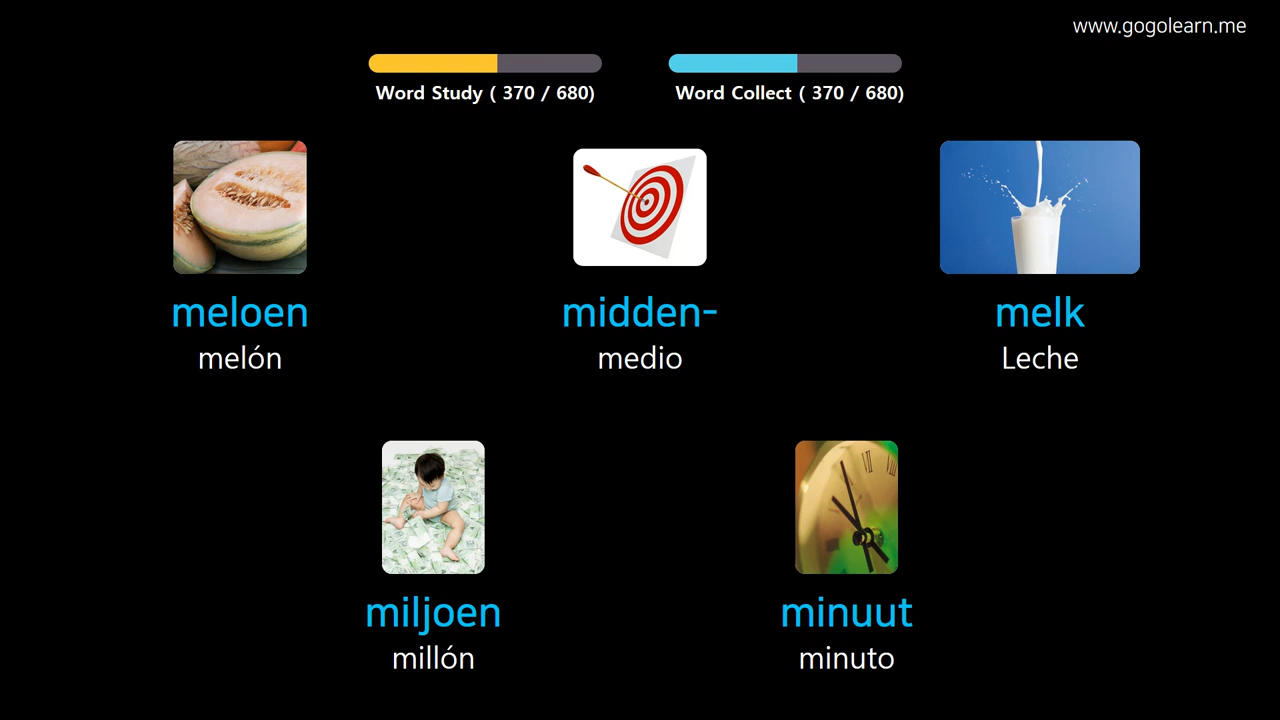 www.gogolearn.me
Word Study ( 370 / 680)
Word Collect ( 370 / 680)
meloen
melón
midden-
medio
melk
Leche
miljoen
millón
minuut
minuto